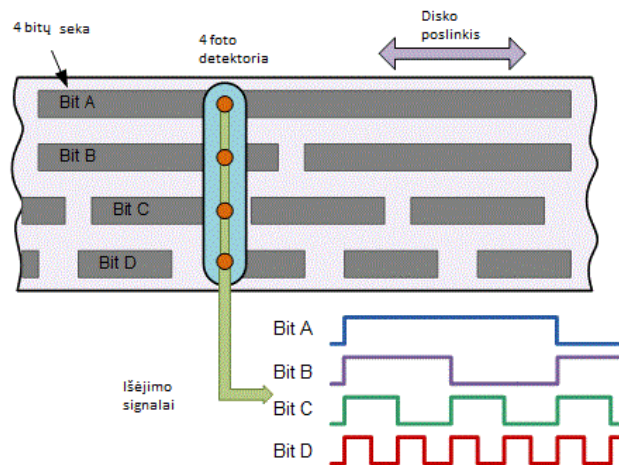 4 bitų seka
4 foto
detektoria
Disko
poslinkis
Bit A
Bit B
Bit C
Bit D
Išėjimo
signalai
Bit A
Bit B
Bit C
Bit D